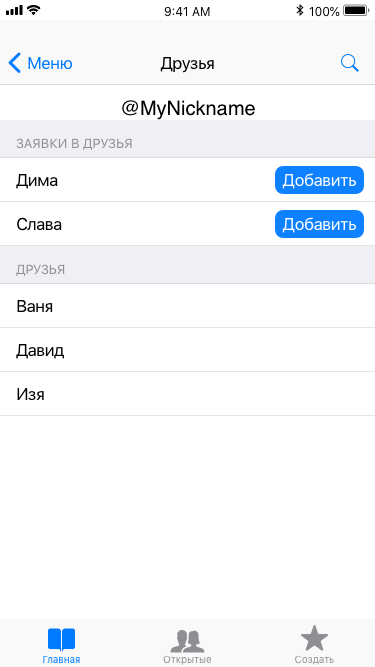 9:41 AM 100%
Меню Друзья
@MyNickname
ЗАЯВКИ В ДРУЗЬЯ
Дима Добавить
Слава Добавить
ДРУЗЬЯ
Ваня
Давид
Изя
Главная Открытые Создать